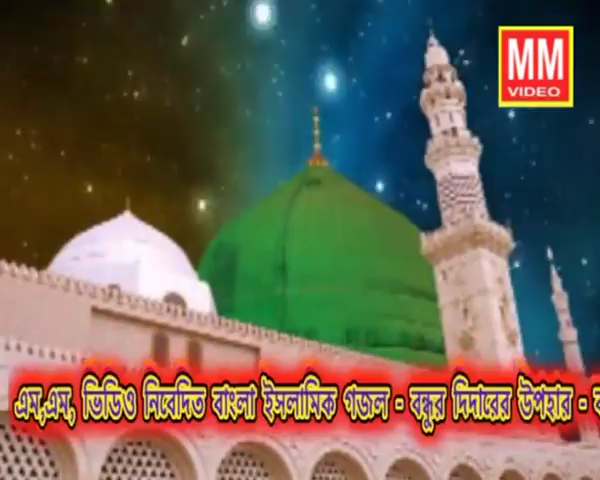 MM
VIDEO
এম,এম, ভিডিও নিবেদিত বাংলা ইসলামিক গজল - বন্ধুর দিদারের উপহার -